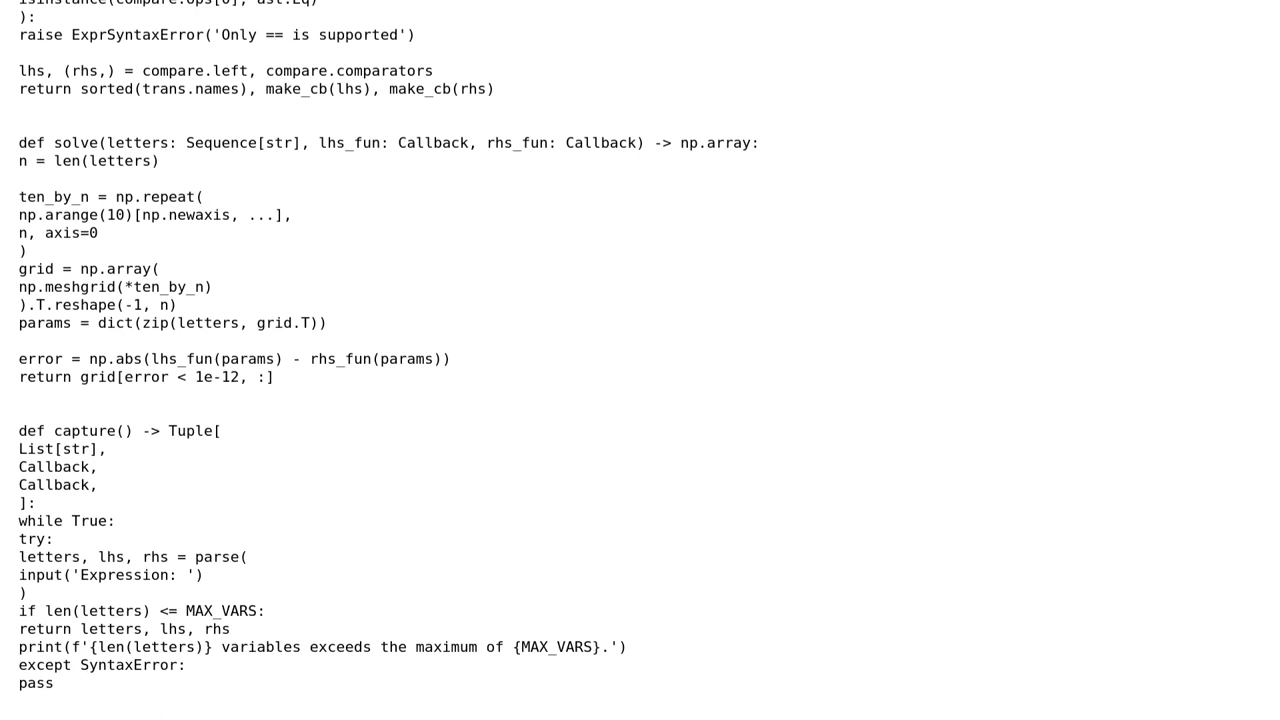 isinstance(compare.ops[0], ast.Eq)
):
raise ExprSyntaxError('Only == is supported')
lhs, (rhs,) = compare.left, compare.comparators
return sorted(trans.names), make_cb(lhs), make_cb(rhs)
def solve(letters: Sequence[str], lhs_fun: Callback, rhs_fun: Callback) -> np.array:
n = len(letters)
ten_by_n = np.repeat(
np.arange(10)[np.newaxis, ...],
n, axis=0
)
grid = np.array(
np.meshgrid(*ten_by_n)
).T.reshape(-1, n)
params = dict(zip(letters, grid.T))
error = np.abs(lhs_fun(params) - rhs_fun(params))
return grid[error < 1e-12, :]
def capture() -> Tuple[
List[str],
Callback,
Callback,
]:
while True:
try:
letters, lhs, rhs = parse(
input('Expression: ')
)
if len(letters) <= MAX_VARS:
return letters, lhs, rhs
print(f'{len(letters)} variables exceeds the maximum of {MAX_VARS}.')
except SyntaxError:
pass